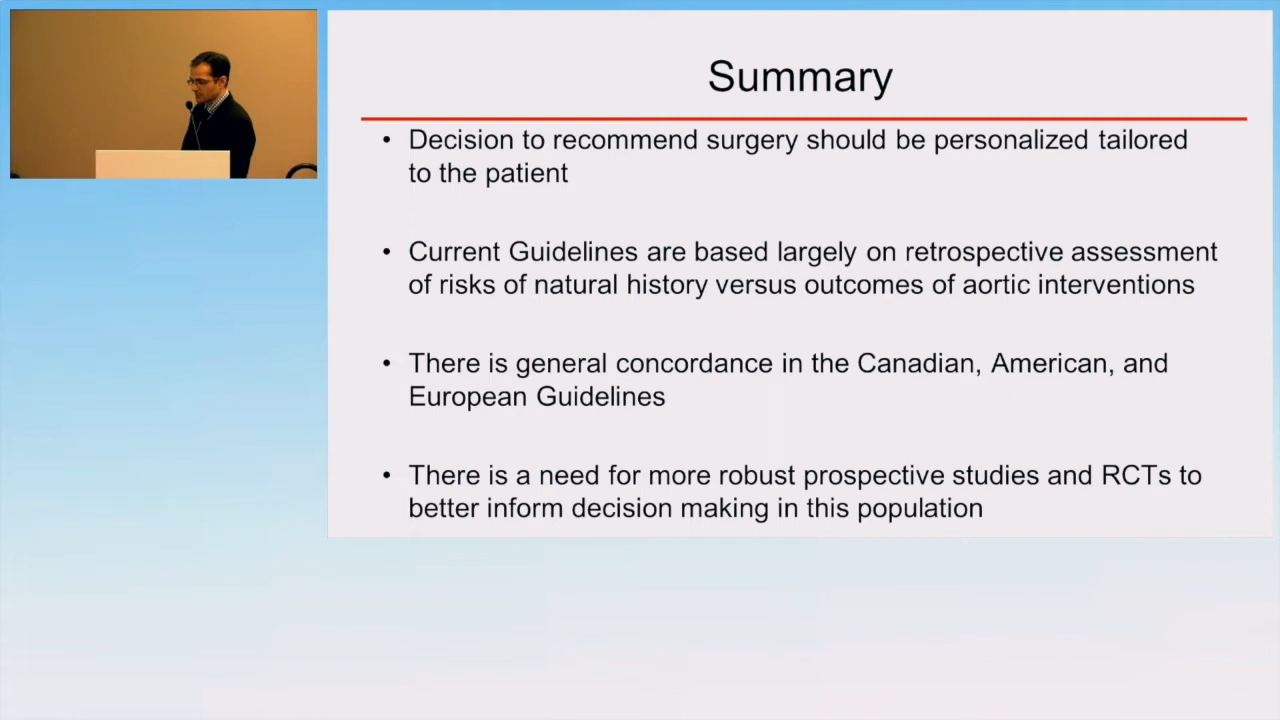 Summary
• Decision to recommend surgery should be personalized tailored
to the patient
• Current Guidelines are based largely on retrospective assessment
of risks of natural history versus outcomes of aortic interventions
• There is general concordance in the Canadian, American, and
European Guidelines
• There is a need for more robust prospective studies and RCTs to
better inform decision making in this population